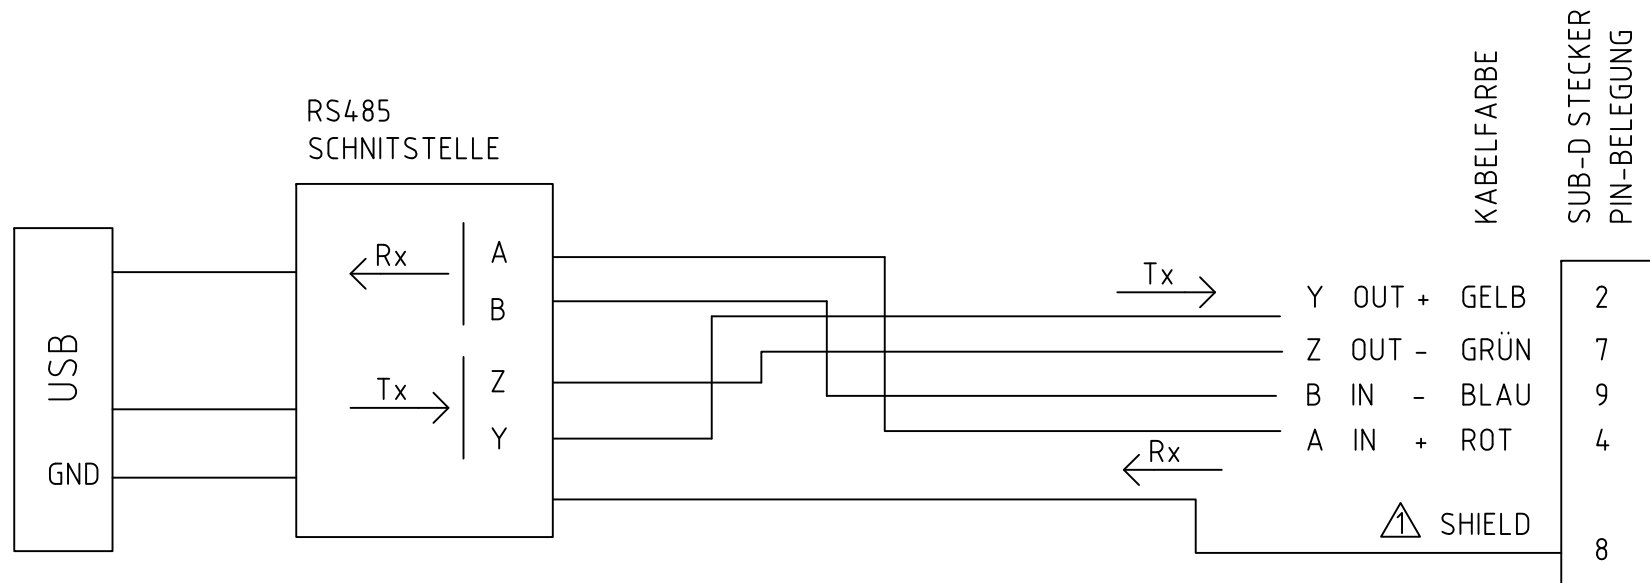 RS485
SCHNITSTELLE
KABELFARBE
SUB-D STECKER
PIN-BELEGUNG
USB
GND
Rx
A
B
Tx
Z
Y
Tx
Y OUT + GELB 2
Z OUT - GRÜN 7
B IN - BLAU 9
A IN + ROT 4
Rx
1 SHIELD
8